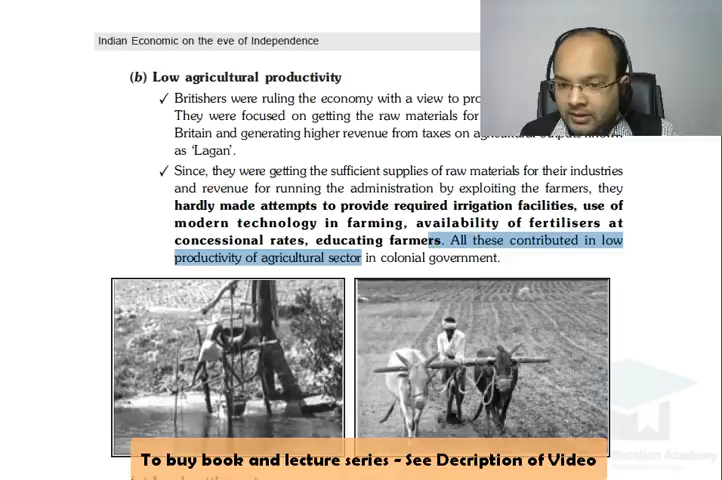 Indian Economic on the eve of Independence
(b) Low agricultural productivity
✓ Britishers were ruling the economy with a view to
They were focused on getting the raw materials for
Britain and generating higher revenue from taxes on
as 'Lagan'.
✓ Since, they were getting the sufficient supplies of raw materials for their industries
and revenue for running the administration by exploiting the farmers, they
hardly made attempts to provide required irrigation facilities, use of
modern technology in farming, availability of fertilisers at
concessional rates, educating farmers. All these contributed in low
productivity of agricultural sector in colonial government.
To buy book and lecture series - See Decription of Video
Education Academy